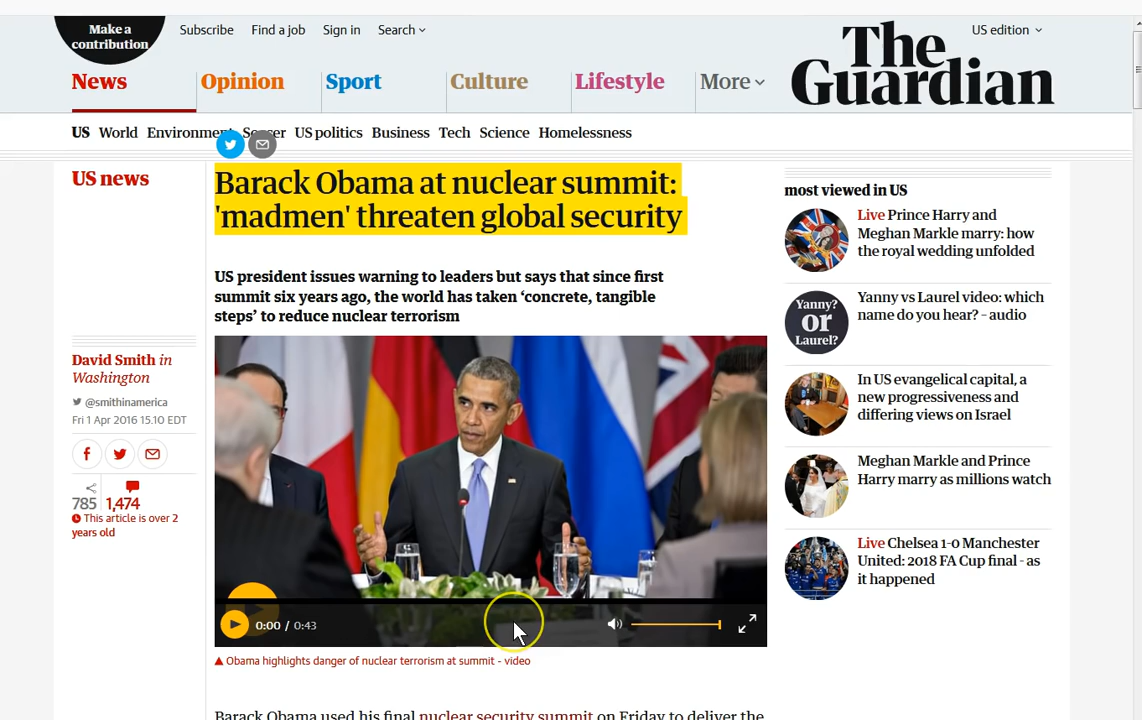 Make a
contribution
Subscribe
Find a job
Sign in
Search
US edition
The
Guardian
News
Opinion
Sport
Culture
Lifestyle
More
US
World
Environment
Soccer
US politics
Business
Tech
Science
Homelessness
US news
Barack Obama at nuclear summit:
'madmen' threaten global security
US president issues warning to leaders but says that since first
summit six years ago, the world has taken ‘concrete, tangible
steps’ to reduce nuclear terrorism
David Smith in
Washington
@smithinamerica
Fri 1 Apr 2016 15.10 EDT
785
1,474
This article is over 2
years old
0:00 / 0:43
Obama highlights danger of nuclear terrorism at summit - video
Barack Obama used his final nuclear security summit on Friday to deliver the
most viewed in US
Live Prince Harry and
Meghan Markle marry: how
the royal wedding unfolded
Yanny?
or
Laurel?
Yanny vs Laurel video: which
name do you hear? – audio
In US evangelical capital, a
new progressiveness and
differing views on Israel
Meghan Markle and Prince
Harry marry as millions watch
Live Chelsea 1-0 Manchester
United: 2018 FA Cup final – as
it happened